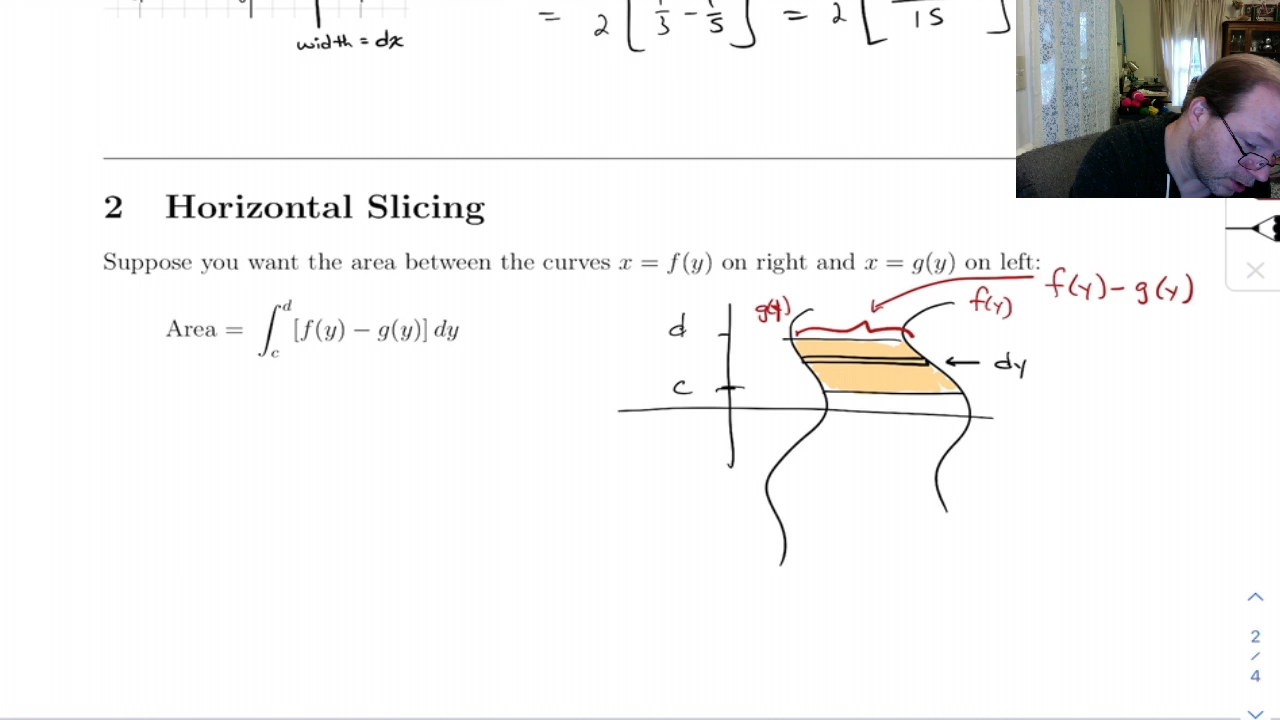 width = dx
= 2 [ 1/3 - 1/5 ] = 2 [ 15 ]
2 Horizontal Slicing
Suppose you want the area between the curves x = f(y) on right and x = g(y) on left:
Area = ∫_c^d [f(y) − g(y)] dy
f(y) - g(y)
g(y)
f(y)
d
dy
c
2
/
4